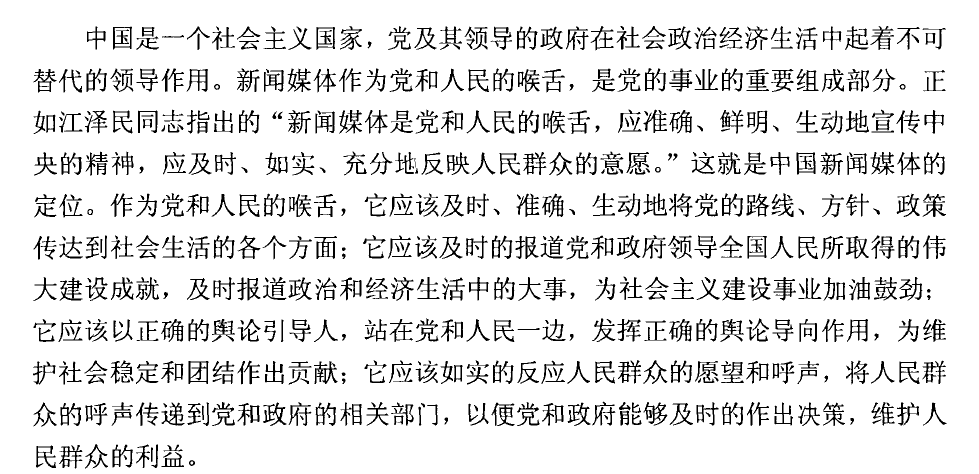 中国是一个社会主义国家，党及其领导的政府在社会政治经济生活中起着不可
替代的领导作用。新闻媒体作为党和人民的喉舌，是党的事业的重要组成部分。正
如江泽民同志指出的“新闻媒体是党和人民的喉舌，应准确、鲜明、生动地宣传中
央的精神，应及时、如实、充分地反映人民群众的意愿。”这就是中国新闻媒体的
定位。作为党和人民的喉舌，它应该及时、准确、生动地将党的路线、方针、政策
传达到社会生活的各个方面；它应该及时的报道党和政府领导全国人民所取得的伟
大建设成就，及时报道政治和经济生活中的大事，为社会主义建设事业加油鼓劲；
它应该以正确的舆论引导人，站在党和人民一边，发挥正确的舆论导向作用，为维
护社会稳定和团结作出贡献；它应该如实的反应人民群众的愿望和呼声，将人民群
众的呼声传递到党和政府的相关部门，以便党和政府能够及时的作出决策，维护人
民群众的利益。